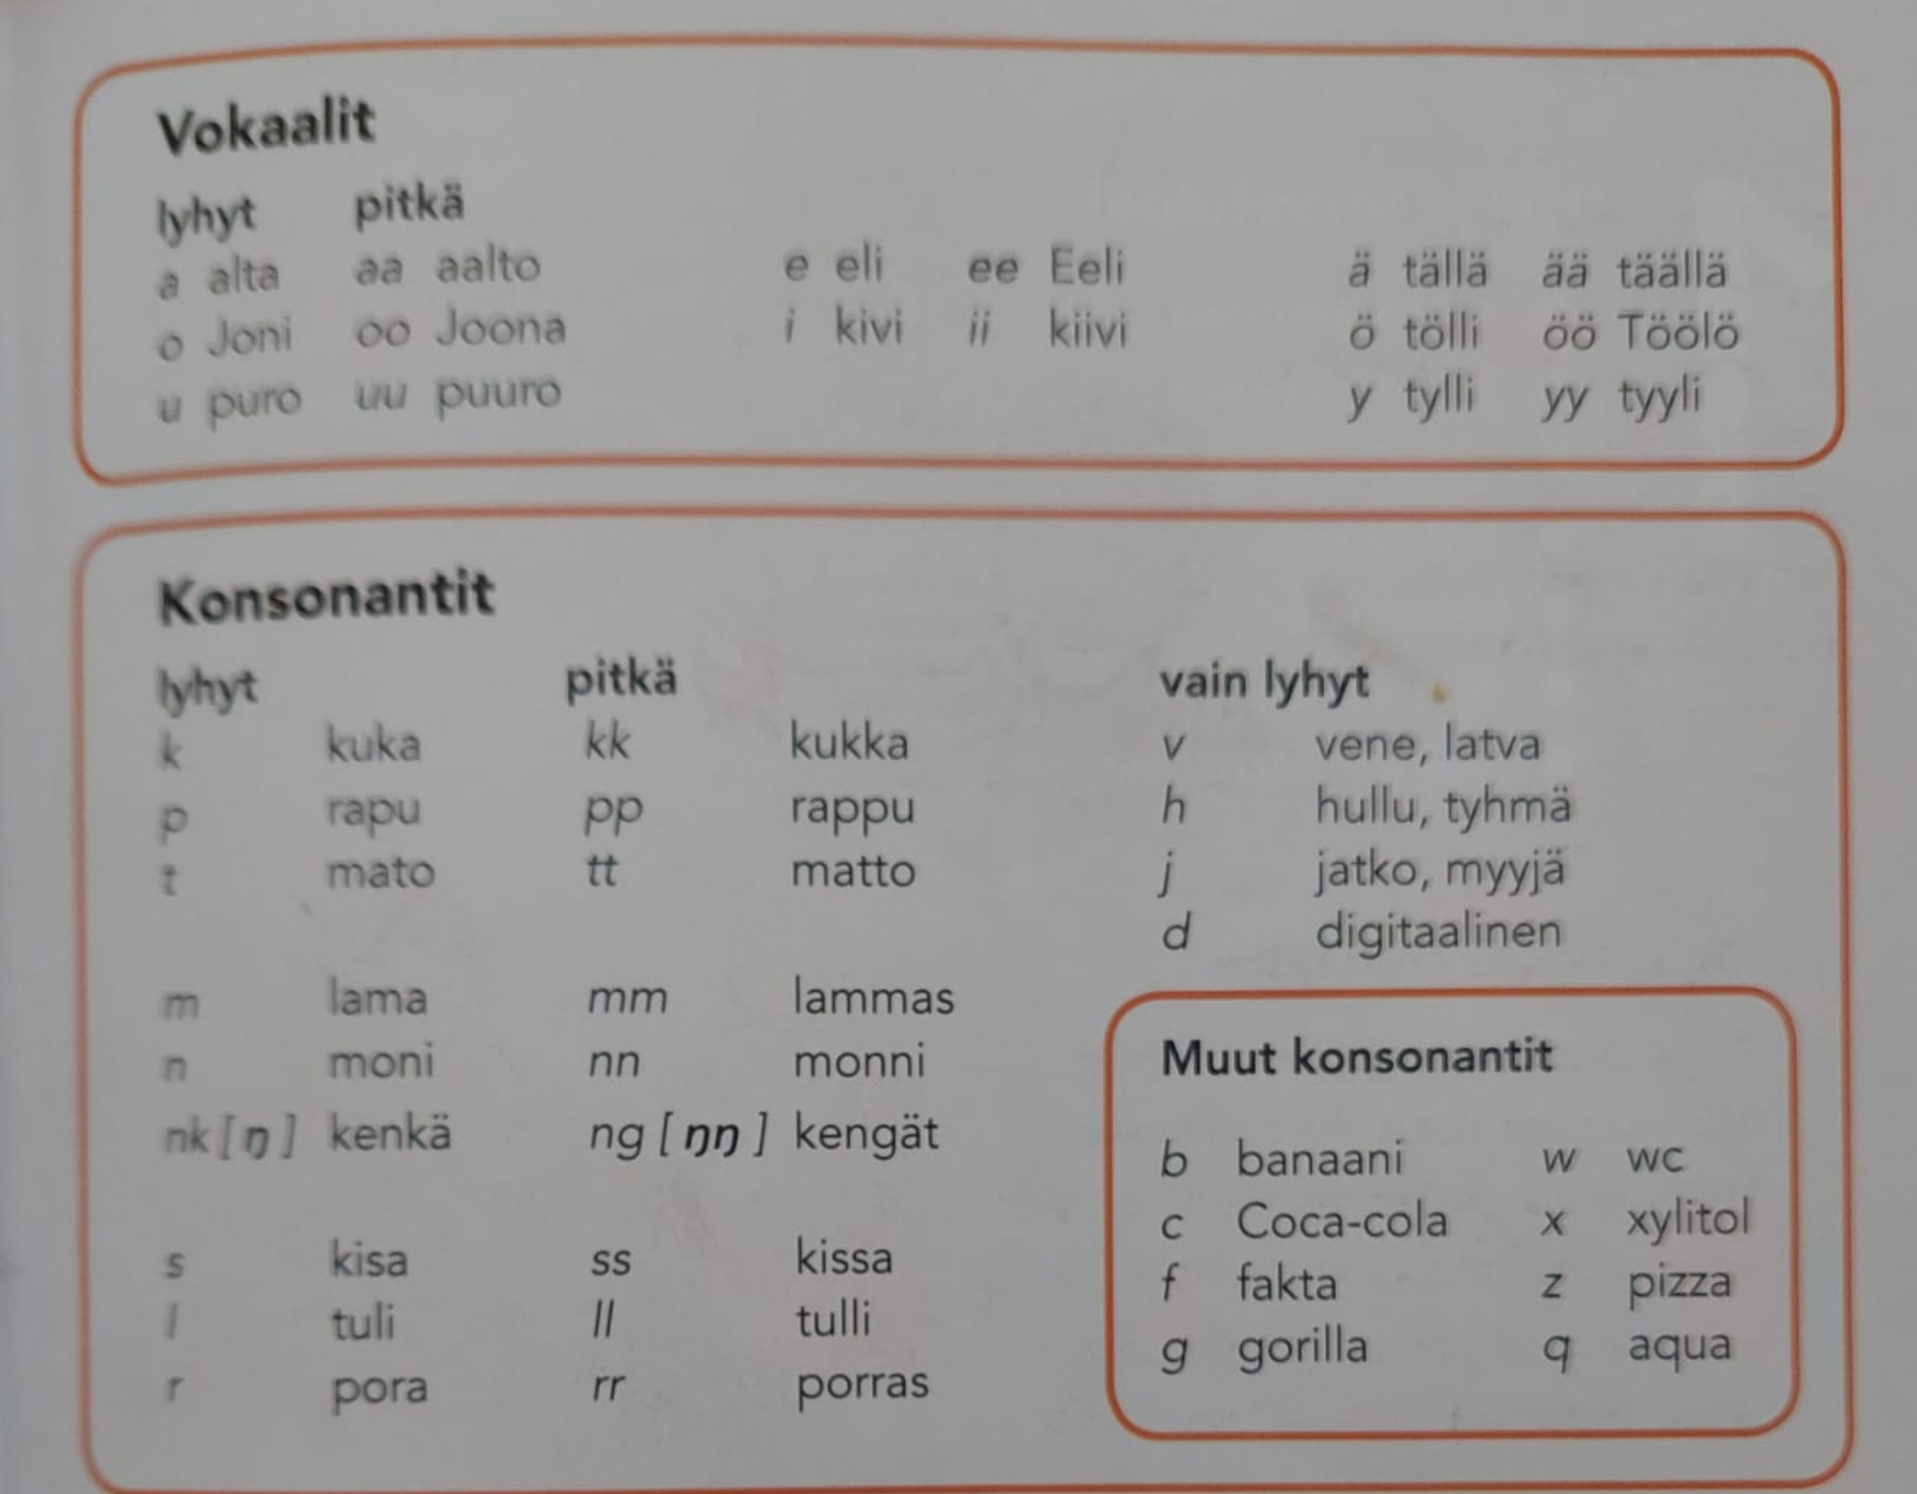 Vokaalit
lyhyt pitkä
a alta aa aalto e eli ee Eeli ä tällä ää täällä
o Joni oo Joona i kivi ii kiivi ö tölli öö Töölö
u puro uu puuro y tylli yy tyyli
Konsonantit
lyhyt pitkä
k kuka kk kukka
p rapu pp rappu
t mato tt matto
m lama mm lammas
n moni nn monni
nk [ŋ] kenkä ng [ŋŋ] kengät
s kisa ss kissa
l tuli ll tulli
r pora rr porras
vain lyhyt
v vene, latva
h hullu, tyhmä
j jatko, myyjä
d digitaalinen
Muut konsonantit
b banaani w wc
c Coca-cola x xylitol
f fakta z pizza
g gorilla q aqua